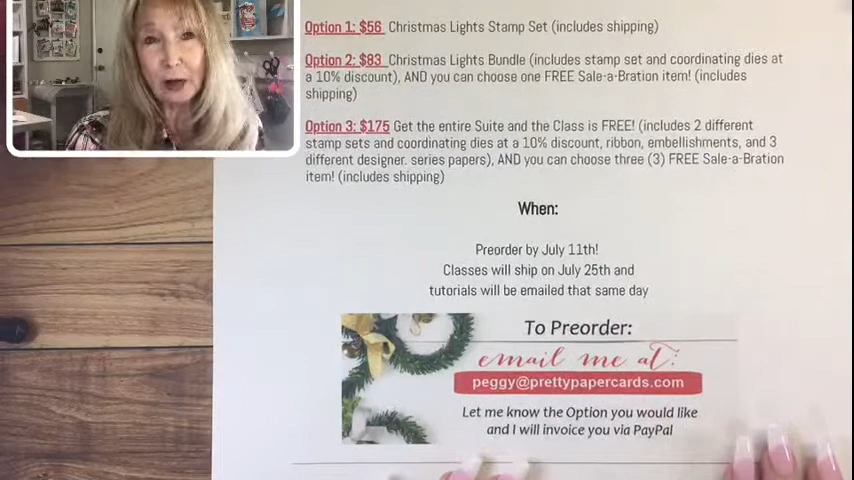 Option 1: $56 Christmas Lights Stamp Set (includes shipping)
Option 2: $83 Christmas Lights Bundle (includes stamp set and coordinating dies at
a 10% discount), AND you can choose one FREE Sale-a-Bration item! (includes
shipping)
Option 3: $175 Get the entire Suite and the Class is FREE! (includes 2 different
stamp sets and coordinating dies at a 10% discount, ribbon, embellishments, and 3
different designer. series papers), AND you can choose three (3) FREE Sale-a-Bration
item! (includes shipping)
When:
Preorder by July 11th!
Classes will ship on July 25th and
tutorials will be emailed that same day
To Preorder:
email me at:
peggy@prettypapercards.com
Let me know the Option you would like
and I will invoice you via PayPal